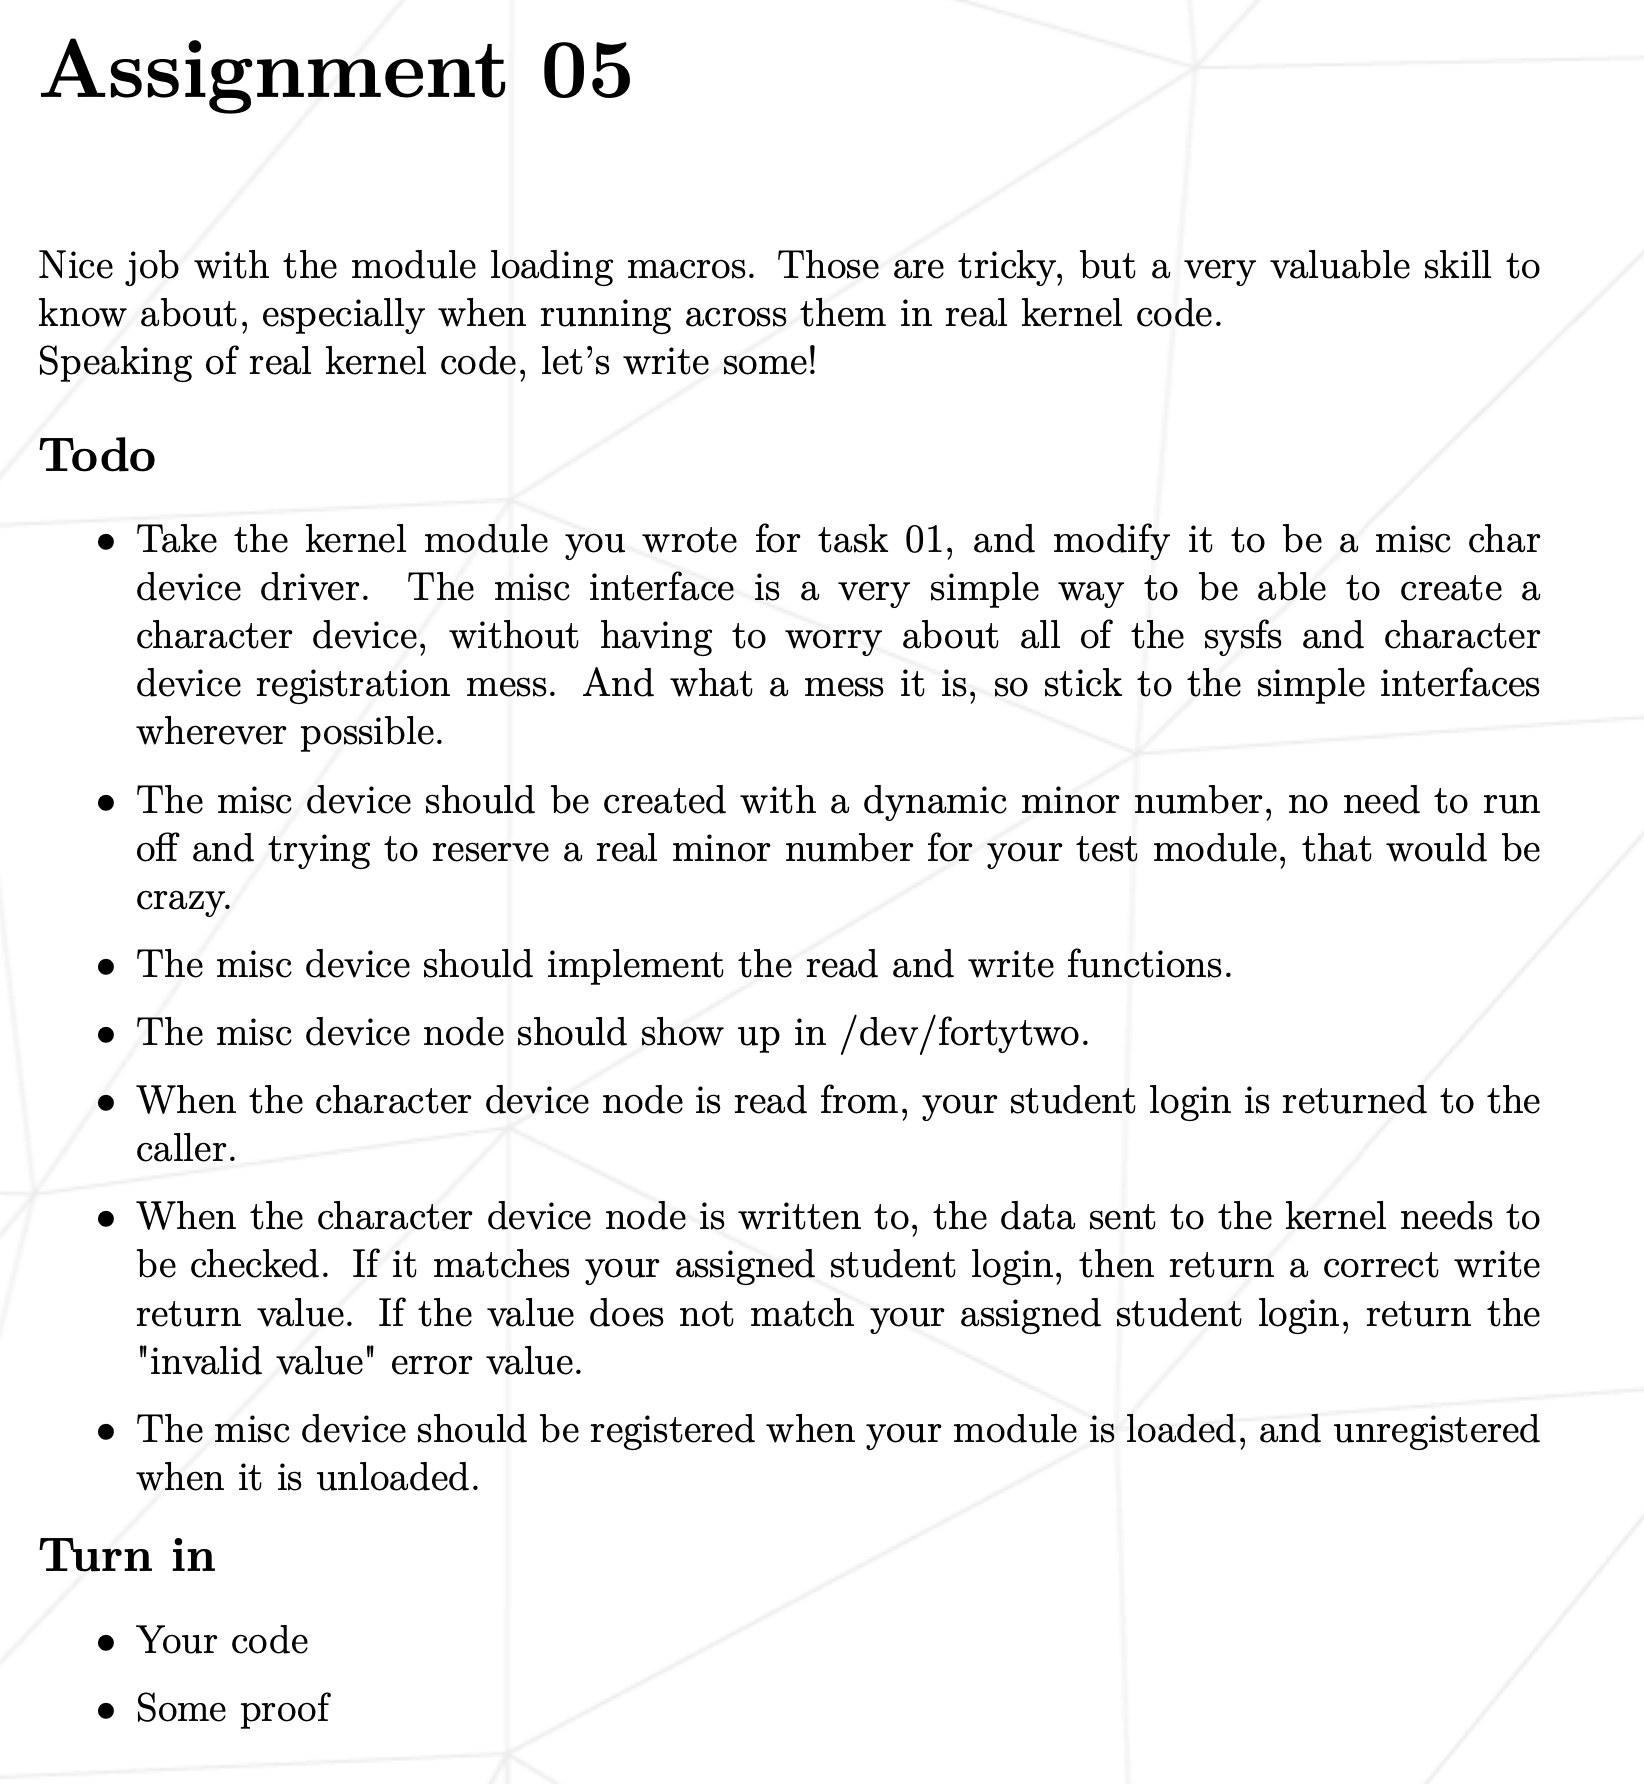 Assignment 05
Nice job with the module loading macros. Those are tricky, but a very valuable skill to
know about, especially when running across them in real kernel code.
Speaking of real kernel code, let's write some!
Todo
• Take the kernel module you wrote for task 01, and modify it to be a misc char
device driver. The misc interface is a very simple way to be able to create a
character device, without having to worry about all of the sysfs and character
device registration mess. And what a mess it is, so stick to the simple interfaces
wherever possible.
• The misc device should be created with a dynamic minor number, no need to run
off and trying to reserve a real minor number for your test module, that would be
crazy.
• The misc device should implement the read and write functions.
• The misc device node should show up in /dev/fortytwo.
• When the character device node is read from, your student login is returned to the
caller.
• When the character device node is written to, the data sent to the kernel needs to
be checked. If it matches your assigned student login, then return a correct write
return value. If the value does not match your assigned student login, return the
"invalid value" error value.
• The misc device should be registered when your module is loaded, and unregistered
when it is unloaded.
Turn in
• Your code
• Some proof